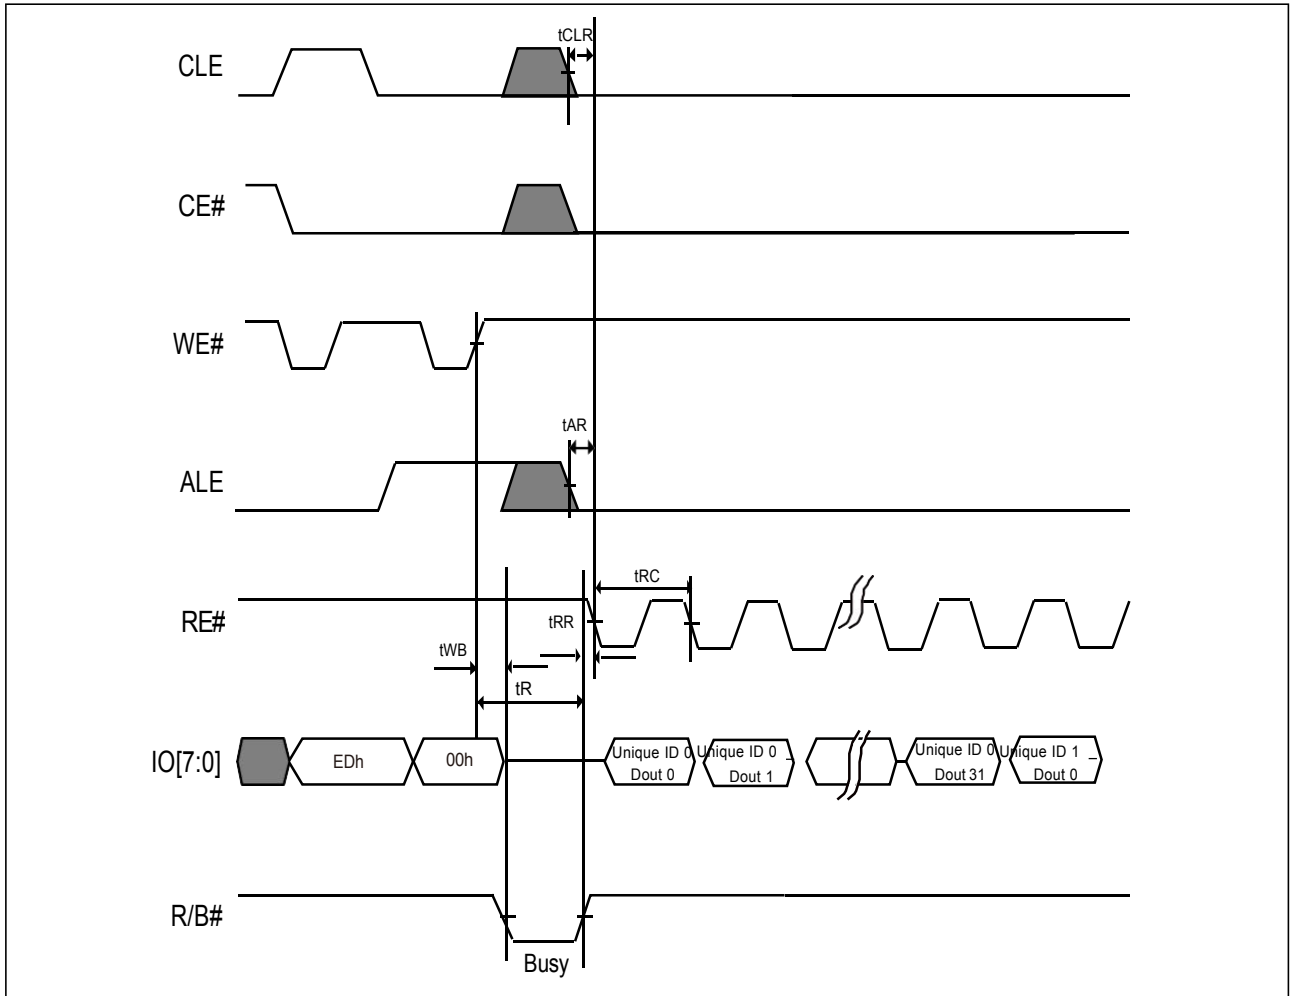 tCLR
CLE
CE#
WE#
tAR
ALE
tRC
RE#
tRR
tWB
tR
IO[7:0]
EDh
00h
Unique ID 0
Dout 0
Unique ID 0 _
Dout 1
Unique ID 0
Dout 31
Unique ID 1 _
Dout 0
R/B#
Busy